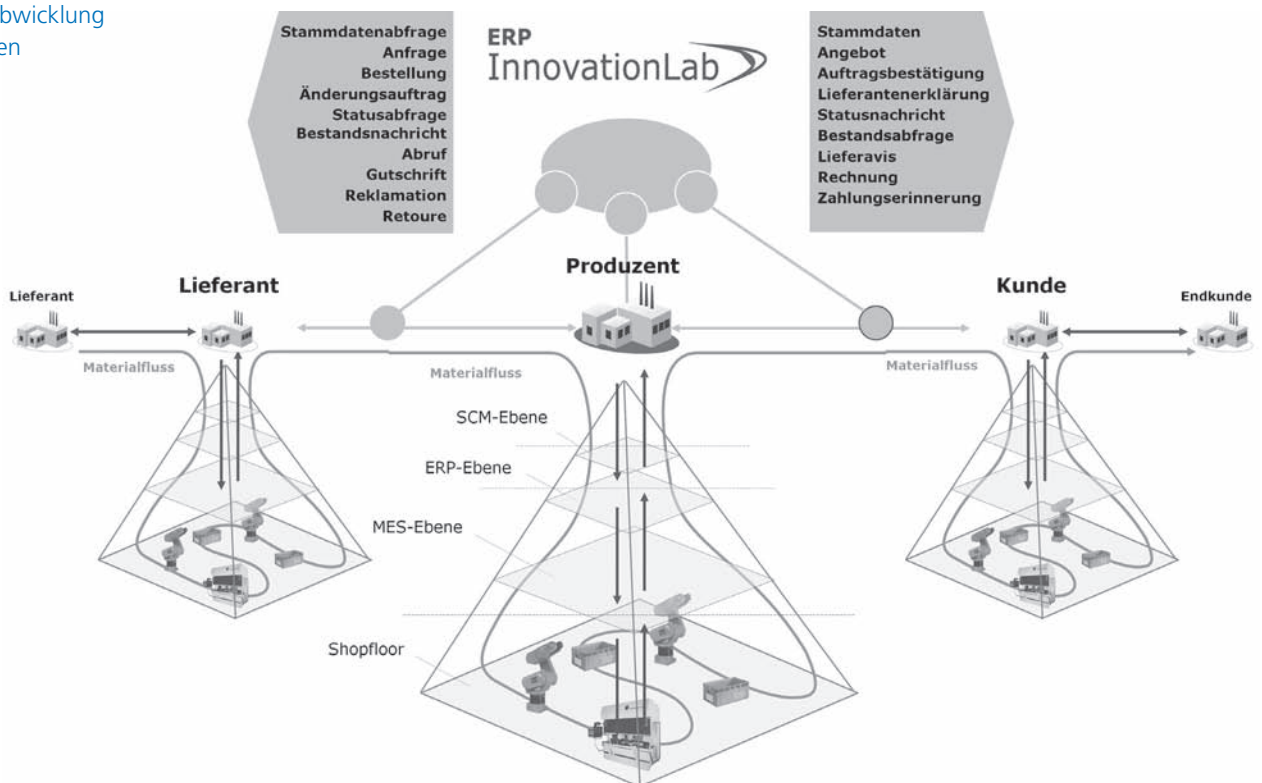 bwicklung
en
Stammdatenabfrage
Anfrage
Bestellung
Änderungsauftrag
Statusabfrage
Bestandsnachricht
Abruf
Gutschrift
Reklamation
Retoure
ERP
InnovationLab
Stammdaten
Angebot
Auftragsbestätigung
Lieferantenerklärung
Statusnachricht
Bestandsabfrage
Lieferavis
Rechnung
Zahlungserinnerung
Lieferant
Lieferant
Produzent
Kunde
Endkunde
Materialfluss
Materialfluss
Materialfluss
SCM-Ebene
ERP-Ebene
MES-Ebene
Shopfloor